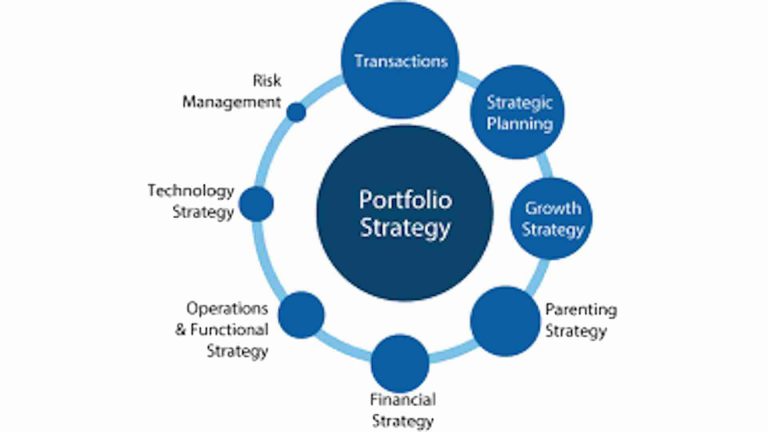 Transactions
Strategic
Planning
Growth
Strategy
Parenting
Strategy
Financial
Strategy
Operations
& Functional
Strategy
Technology
Strategy
Risk
Management
Portfolio
Strategy